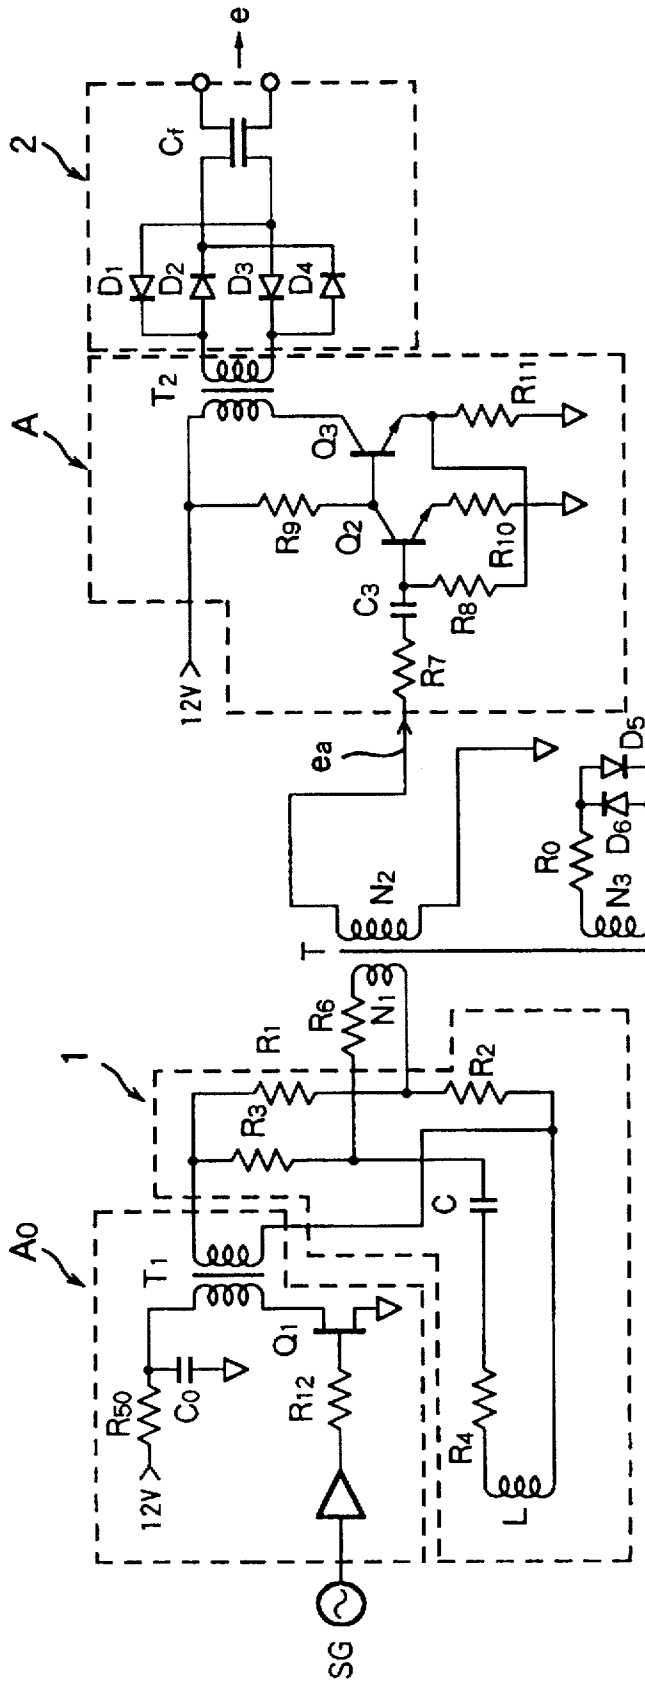 A0
1
A
2
SG
12V
R50
C0
R12
Q1
T1
R3
R1
R2
R6
C
R4
L
T
N1
N2
N3
R0
D6
D5
ea
12V
R7
C3
R8
R9
Q2
R10
Q3
R11
T2
D1
D2
D3
D4
Cf
e